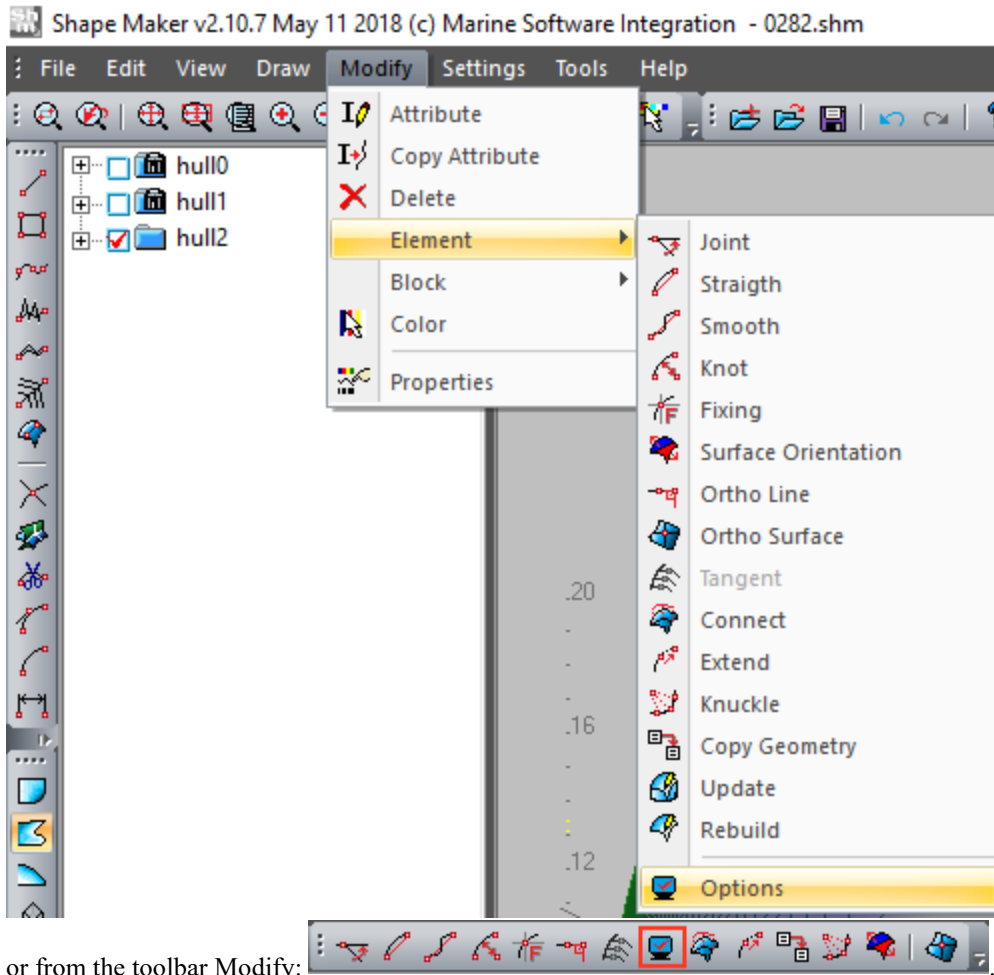 Shape Maker v2.10.7 May 11 2018 (c) Marine Software Integration - 0282.shm
File Edit View Draw Modify Settings Tools Help
Attribute
Copy Attribute
Delete
Element
Block
Color
Properties
hull0
hull1
hull2
Joint
Straigth
Smooth
Knot
Fixing
Surface Orientation
Ortho Line
Ortho Surface
Tangent
Connect
Extend
Knuckle
Copy Geometry
Update
Rebuild
Options
.20
.16
.12
or from the toolbar Modify: